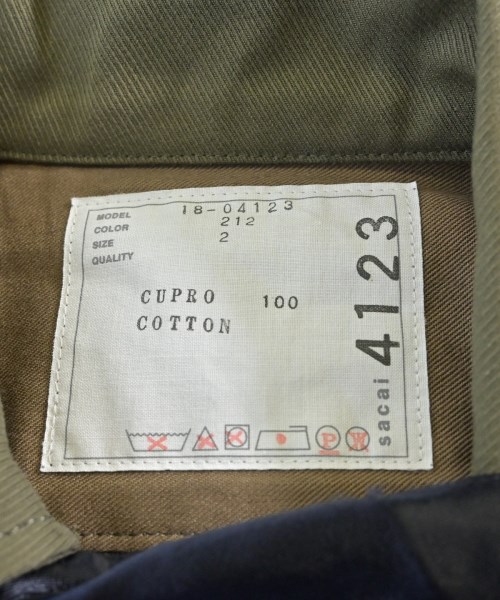 MODEL 18-04123
COLOR 212
SIZE 2
QUALITY
CUPRO 100
COTTON
P W
sacai 4123